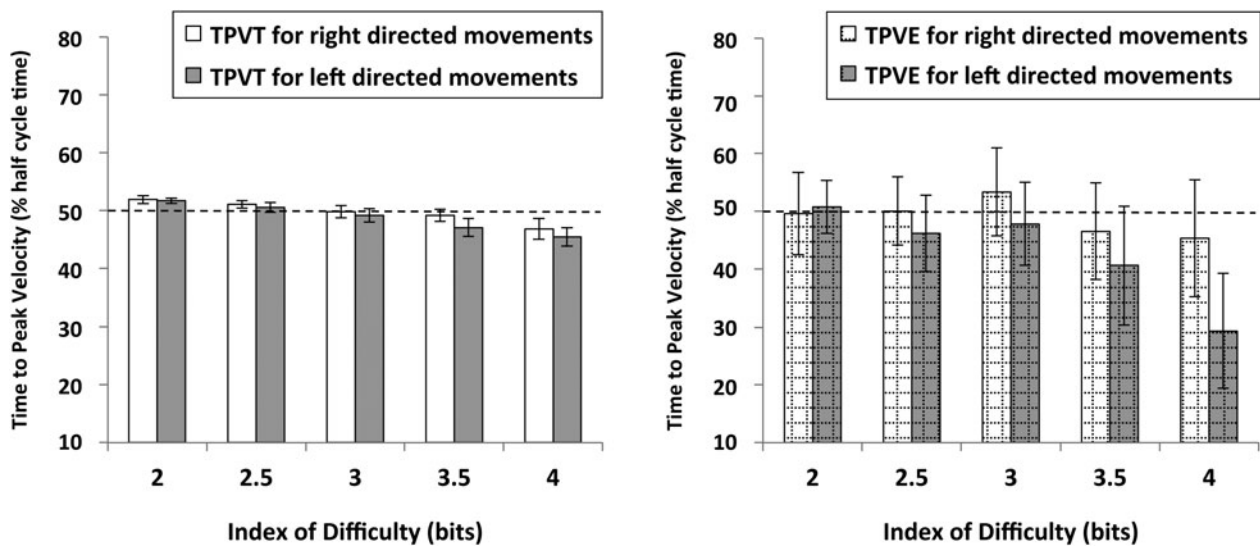 TPVT for right directed movements
TPVT for left directed movements
Time to Peak Velocity (% half cycle time)
80
70
60
50
40
30
20
10
2 2.5 3 3.5 4
Index of Difficulty (bits)
TPVE for right directed movements
TPVE for left directed movements
Time to Peak Velocity (% half cycle time)
80
70
60
50
40
30
20
10
2 2.5 3 3.5 4
Index of Difficulty (bits)